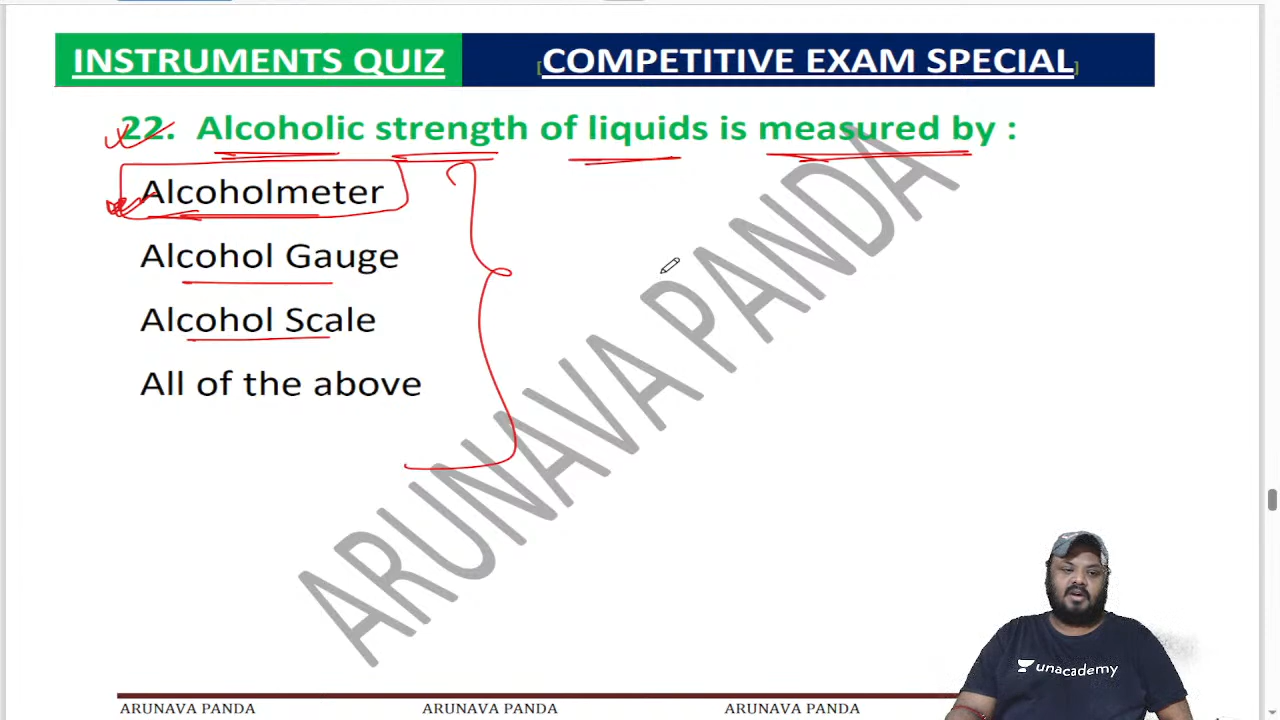 INSTRUMENTS QUIZ
[COMPETITIVE EXAM SPECIAL]
22. Alcoholic strength of liquids is measured by :
Alcoholmeter
Alcohol Gauge
Alcohol Scale
All of the above
ARUNAVA PANDA
unacademy
ARUNAVA PANDA ARUNAVA PANDA ARUNAVA PANDA